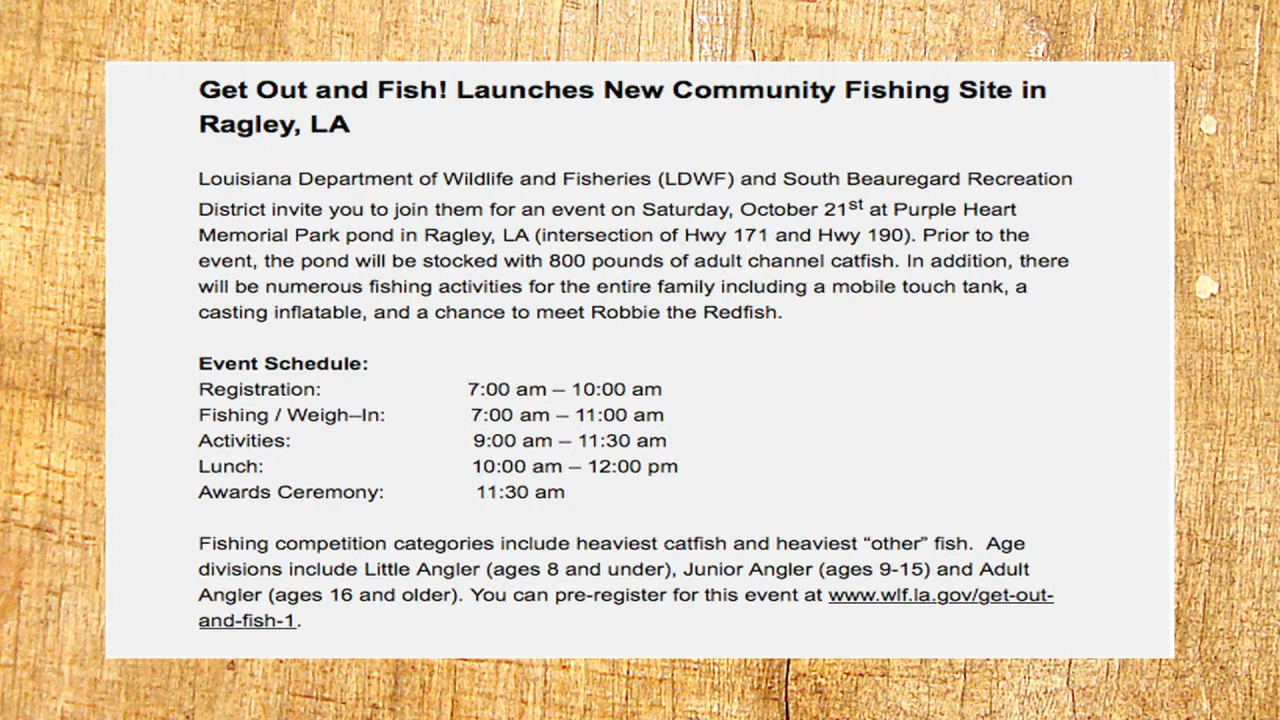 Get Out and Fish! Launches New Community Fishing Site in
Ragley, LA
Louisiana Department of Wildlife and Fisheries (LDWF) and South Beauregard Recreation
District invite you to join them for an event on Saturday, October 21st at Purple Heart
Memorial Park pond in Ragley, LA (intersection of Hwy 171 and Hwy 190). Prior to the
event, the pond will be stocked with 800 pounds of adult channel catfish. In addition, there
will be numerous fishing activities for the entire family including a mobile touch tank, a
casting inflatable, and a chance to meet Robbie the Redfish.
Event Schedule:
Registration: 7:00 am – 10:00 am
Fishing / Weigh–In: 7:00 am – 11:00 am
Activities: 9:00 am – 11:30 am
Lunch: 10:00 am – 12:00 pm
Awards Ceremony: 11:30 am
Fishing competition categories include heaviest catfish and heaviest “other” fish.  Age
divisions include Little Angler (ages 8 and under), Junior Angler (ages 9-15) and Adult
Angler (ages 16 and older). You can pre-register for this event at www.wlf.la.gov/get-out-
and-fish-1.